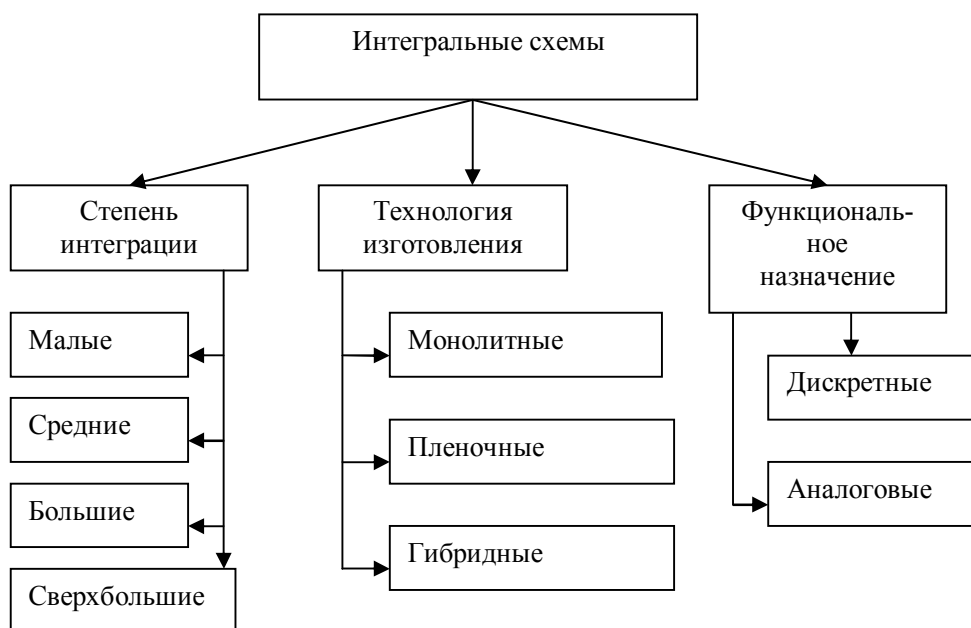 Интегральные схемы
Степень
интеграции
Малые
Средние
Большие
Сверхбольшие
Технология
изготовления
Монолитные
Пленочные
Гибридные
Функциональ-
ное
назначение
Дискретные
Аналоговые